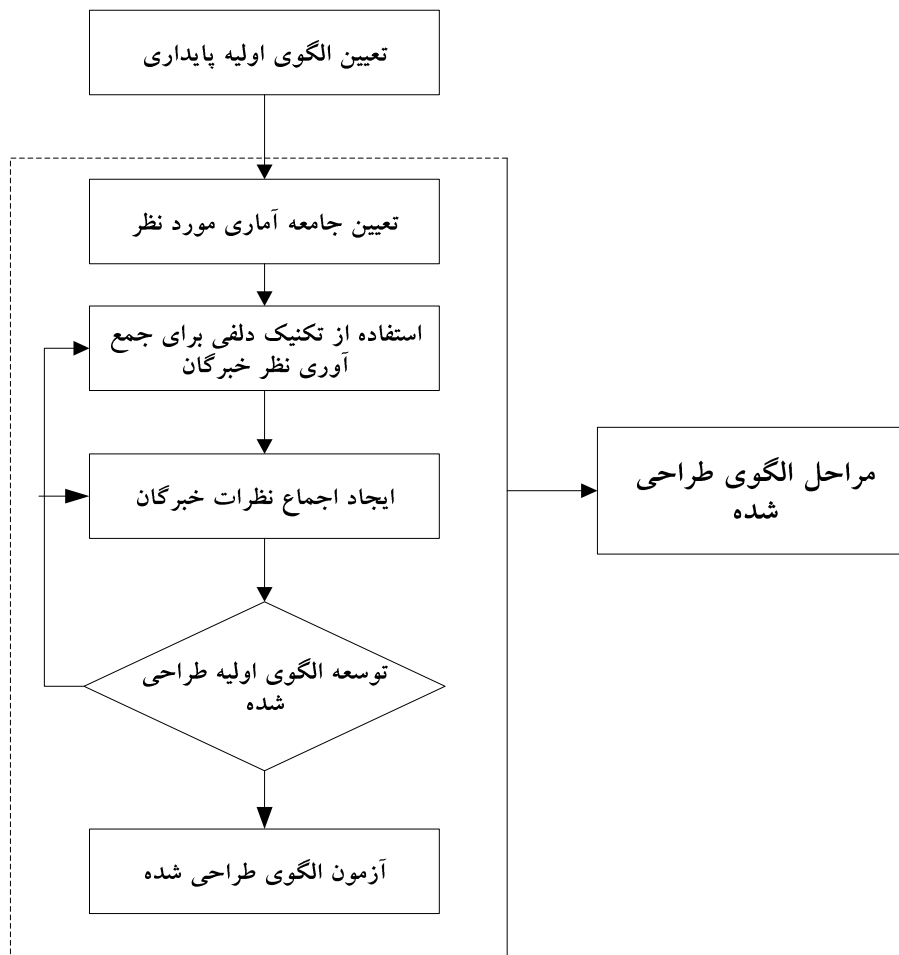 تعیین الگوی اولیه پایداری
تعیین جامعه آماری مورد نظر
استفاده از تکنیک دلفی برای جمع
آوری نظر خبرگان
ایجاد اجماع نظرات خبرگان
توسعه الگوی اولیه طراحی
شده
آزمون الگوی طراحی شده
مراحل الگوی طراحی
شده